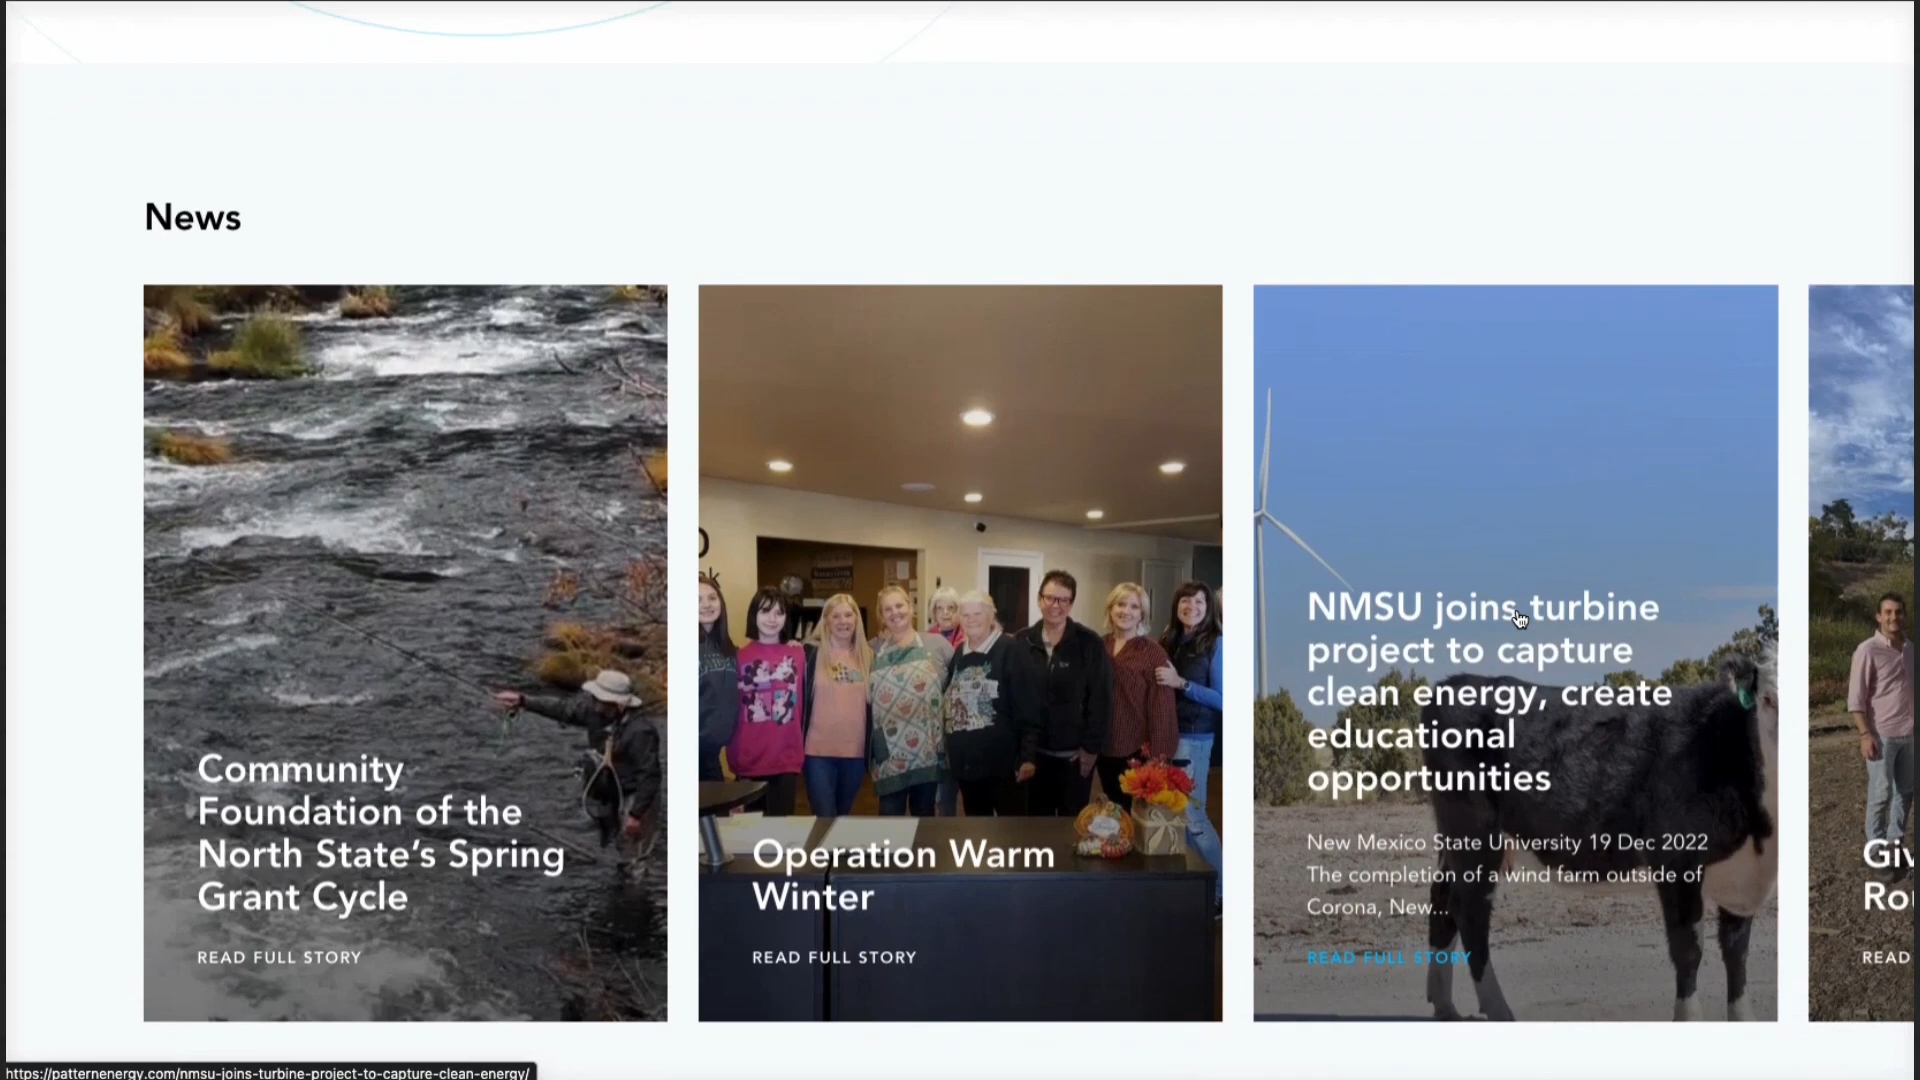 News
Community
Foundation of the
North State's Spring
Grant Cycle
READ FULL STORY
Operation Warm
Winter
READ FULL STORY
NMSU joins turbine
project to capture
clean energy, create
educational
opportunities
New Mexico State University 19 Dec 2022
The completion of a wind farm outside of
Corona, New...
READ FULL STORY
Giv
Rou
READ
https://patternenergy.com/nmsu-joins-turbine-project-to-capture-clean-energy/